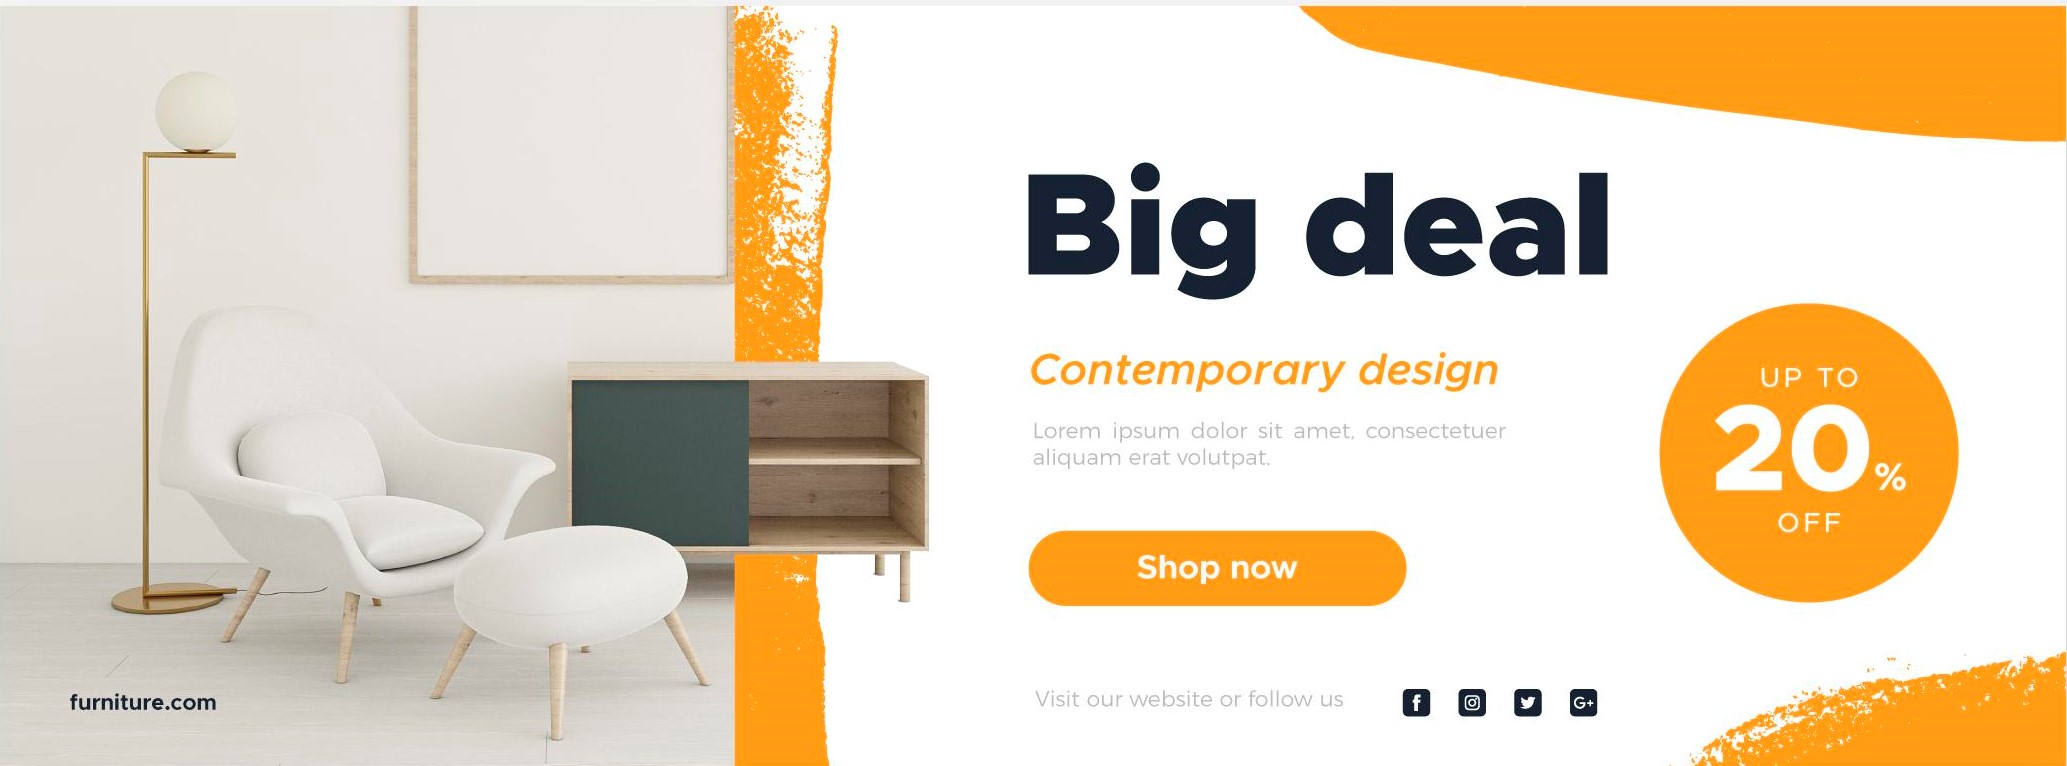 Big deal
Contemporary design
Lorem ipsum dolor sit amet, consectetuer
aliquam erat volutpat.
UP TO
20%
OFF
Shop now
Visit our website or follow us
f
G+
furniture.com